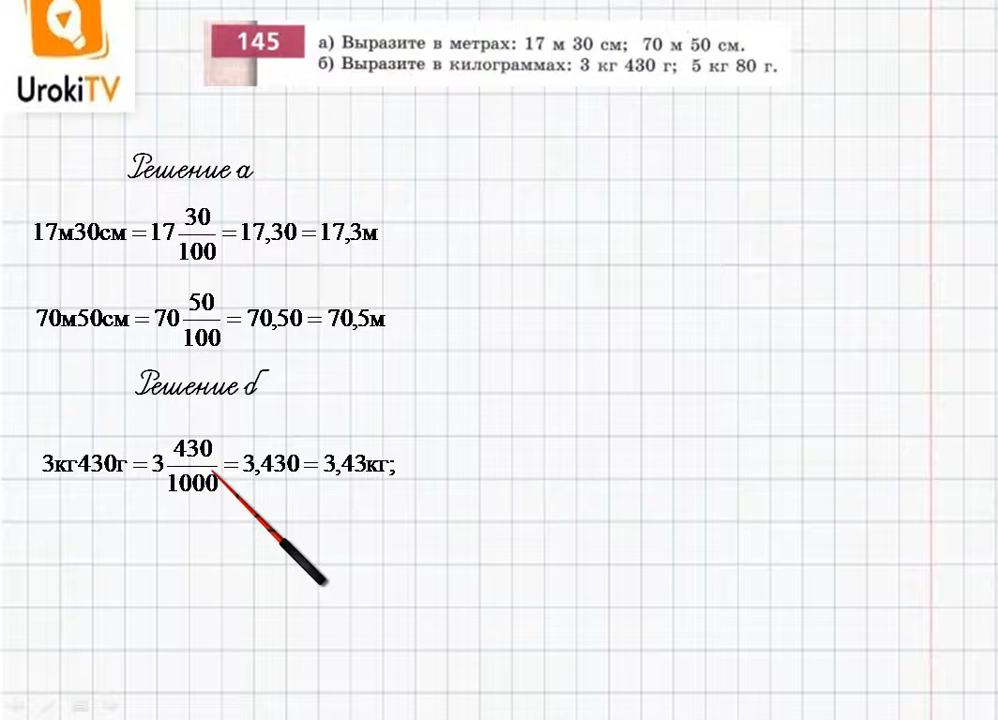 UrokiTV
145
а) Выразите в метрах: 17 м 30 см; 70 м 50 см.
б) Выразите в килограммах: 3 кг 430 г; 5 кг 80 г.
Решение а
17м30см = 17 30/100 = 17,30 = 17,3м
70м50см = 70 50/100 = 70,50 = 70,5м
Решение б
3кг430г = 3 430/1000 = 3,430 = 3,43кг;